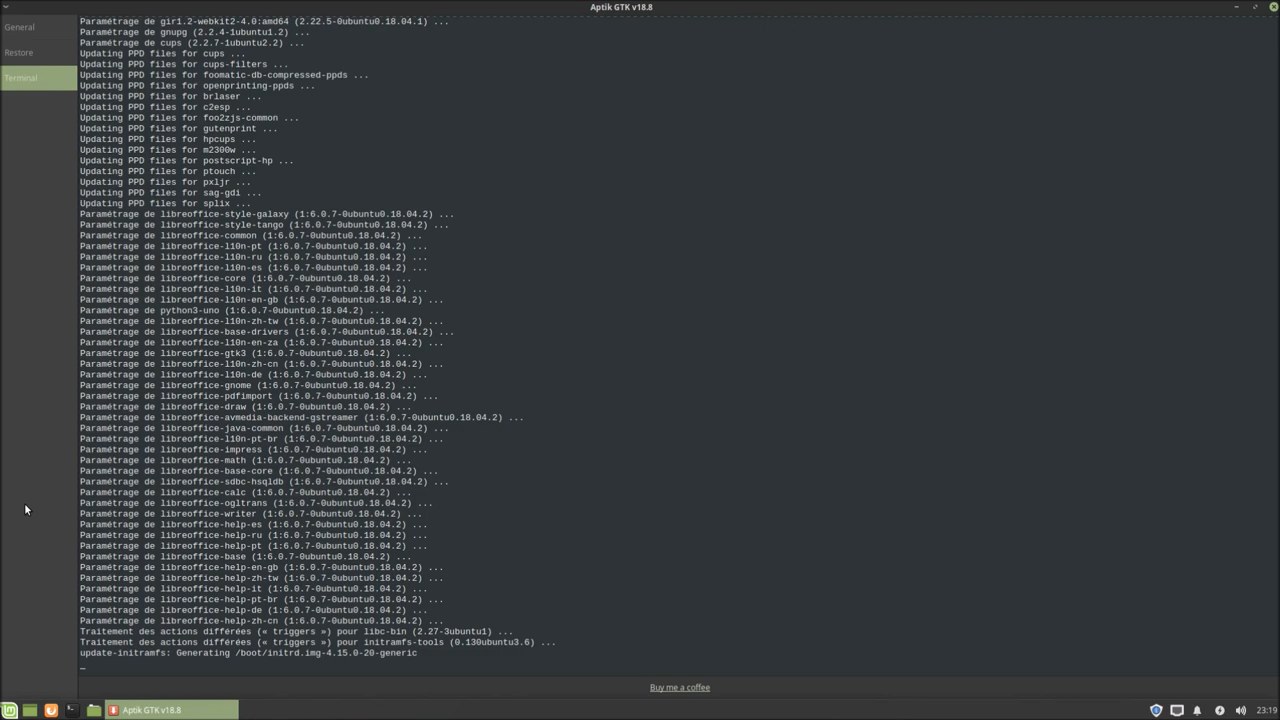 Aptik GTK v18.8
General
Restore
Terminal
Paramétrage de gir1.2-webkit2-4.0:amd64 (2.22.5-0ubuntu0.18.04.1) ...
Paramétrage de gnupg (2.2.4-1ubuntu1.2) ...
Paramétrage de cups (2.2.7-1ubuntu2.2) ...
Updating PPD files for cups ...
Updating PPD files for cups-filters ...
Updating PPD files for foomatic-db-compressed-ppds ...
Updating PPD files for openprinting-ppds ...
Updating PPD files for brlaser ...
Updating PPD files for c2esp ...
Updating PPD files for foo2zjs-common ...
Updating PPD files for gutenprint ...
Updating PPD files for hpcups ...
Updating PPD files for m2300w ...
Updating PPD files for postscript-hp ...
Updating PPD files for ptouch ...
Updating PPD files for pxljr ...
Updating PPD files for sag-gdi ...
Updating PPD files for splix ...
Paramétrage de libreoffice-style-galaxy (1:6.0.7-0ubuntu0.18.04.2) ...
Paramétrage de libreoffice-style-tango (1:6.0.7-0ubuntu0.18.04.2) ...
Paramétrage de libreoffice-common (1:6.0.7-0ubuntu0.18.04.2) ...
Paramétrage de libreoffice-l10n-pt (1:6.0.7-0ubuntu0.18.04.2) ...
Paramétrage de libreoffice-l10n-ru (1:6.0.7-0ubuntu0.18.04.2) ...
Paramétrage de libreoffice-l10n-es (1:6.0.7-0ubuntu0.18.04.2) ...
Paramétrage de libreoffice-core (1:6.0.7-0ubuntu0.18.04.2) ...
Paramétrage de libreoffice-l10n-it (1:6.0.7-0ubuntu0.18.04.2) ...
Paramétrage de libreoffice-l10n-en-gb (1:6.0.7-0ubuntu0.18.04.2) ...
Paramétrage de python3-uno (1:6.0.7-0ubuntu0.18.04.2) ...
Paramétrage de libreoffice-l10n-zh-tw (1:6.0.7-0ubuntu0.18.04.2) ...
Paramétrage de libreoffice-base-drivers (1:6.0.7-0ubuntu0.18.04.2) ...
Paramétrage de libreoffice-l10n-en-za (1:6.0.7-0ubuntu0.18.04.2) ...
Paramétrage de libreoffice-gtk3 (1:6.0.7-0ubuntu0.18.04.2) ...
Paramétrage de libreoffice-l10n-zh-cn (1:6.0.7-0ubuntu0.18.04.2) ...
Paramétrage de libreoffice-l10n-de (1:6.0.7-0ubuntu0.18.04.2) ...
Paramétrage de libreoffice-gnome (1:6.0.7-0ubuntu0.18.04.2) ...
Paramétrage de libreoffice-pdfimport (1:6.0.7-0ubuntu0.18.04.2) ...
Paramétrage de libreoffice-draw (1:6.0.7-0ubuntu0.18.04.2) ...
Paramétrage de libreoffice-avmedia-backend-gstreamer (1:6.0.7-0ubuntu0.18.04.2) ...
Paramétrage de libreoffice-java-common (1:6.0.7-0ubuntu0.18.04.2) ...
Paramétrage de libreoffice-l10n-pt-br (1:6.0.7-0ubuntu0.18.04.2) ...
Paramétrage de libreoffice-impress (1:6.0.7-0ubuntu0.18.04.2) ...
Paramétrage de libreoffice-math (1:6.0.7-0ubuntu0.18.04.2) ...
Paramétrage de libreoffice-base-core (1:6.0.7-0ubuntu0.18.04.2) ...
Paramétrage de libreoffice-sdbc-hsqldb (1:6.0.7-0ubuntu0.18.04.2) ...
Paramétrage de libreoffice-calc (1:6.0.7-0ubuntu0.18.04.2) ...
Paramétrage de libreoffice-ogltrans (1:6.0.7-0ubuntu0.18.04.2) ...
Paramétrage de libreoffice-writer (1:6.0.7-0ubuntu0.18.04.2) ...
Paramétrage de libreoffice-help-es (1:6.0.7-0ubuntu0.18.04.2) ...
Paramétrage de libreoffice-help-ru (1:6.0.7-0ubuntu0.18.04.2) ...
Paramétrage de libreoffice-help-pt (1:6.0.7-0ubuntu0.18.04.2) ...
Paramétrage de libreoffice-base (1:6.0.7-0ubuntu0.18.04.2) ...
Paramétrage de libreoffice-help-en-gb (1:6.0.7-0ubuntu0.18.04.2) ...
Paramétrage de libreoffice-help-zh-tw (1:6.0.7-0ubuntu0.18.04.2) ...
Paramétrage de libreoffice-help-it (1:6.0.7-0ubuntu0.18.04.2) ...
Paramétrage de libreoffice-help-pt-br (1:6.0.7-0ubuntu0.18.04.2) ...
Paramétrage de libreoffice-help-de (1:6.0.7-0ubuntu0.18.04.2) ...
Paramétrage de libreoffice-help-zh-cn (1:6.0.7-0ubuntu0.18.04.2) ...
Traitement des actions différées (« triggers ») pour libc-bin (2.27-3ubuntu1) ...
Traitement des actions différées (« triggers ») pour initramfs-tools (0.130ubuntu3.6) ...
update-initramfs: Generating /boot/initrd.img-4.15.0-20-generic
Buy me a coffee
Aptik GTK v18.8
23:19